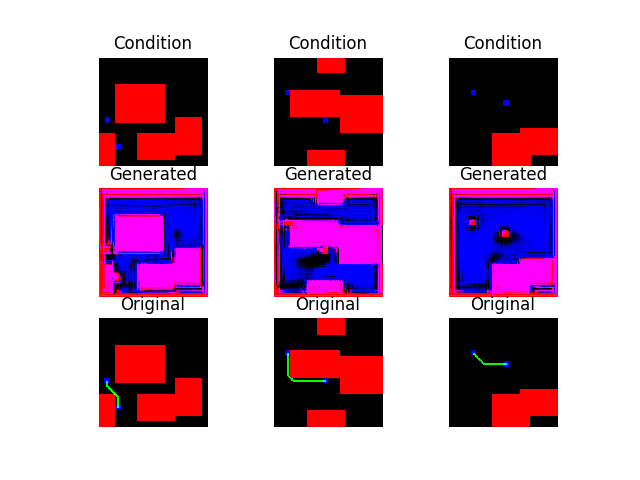 Condition
Condition
Condition
Generated
Generated
Generated
Original
Original
Original